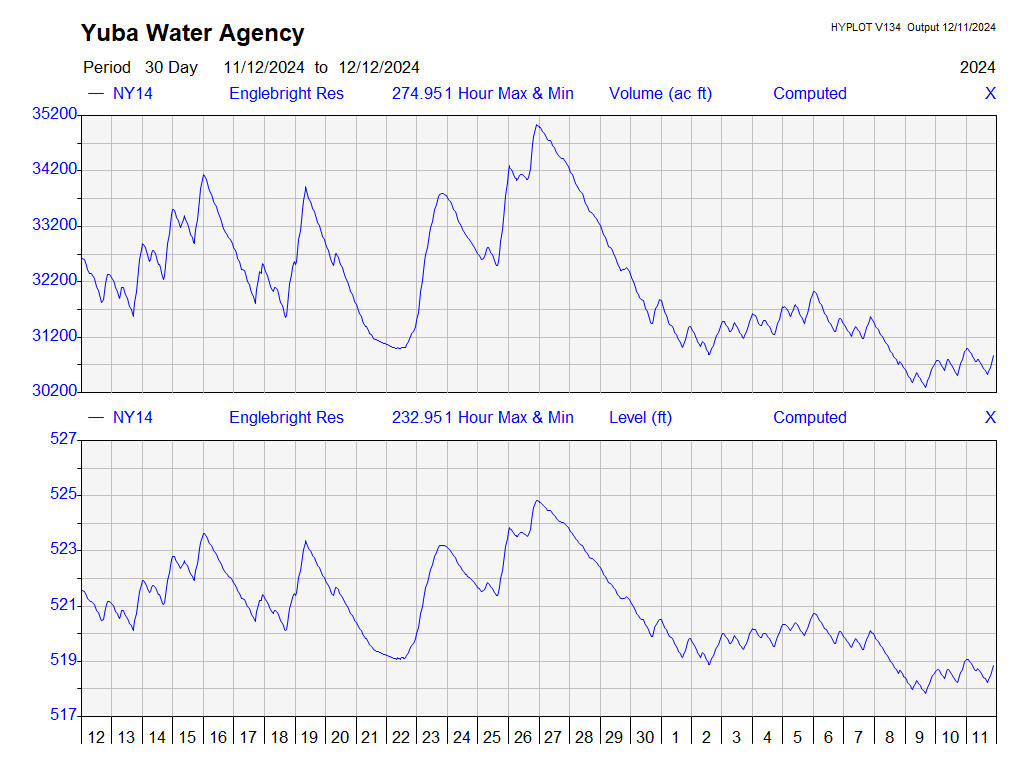 Yuba Water Agency
HYPLOT V134 Output 12/11/2024
Period 30 Day 11/12/2024 to 12/12/2024 2024
— NY14 Englebright Res 274.951 Hour Max & Min Volume (ac ft) Computed X
35200
34200
33200
32200
31200
30200
— NY14 Englebright Res 232.951 Hour Max & Min Level (ft) Computed X
527
525
523
521
519
517
12 13 14 15 16 17 18 19 20 21 22 23 24 25 26 27 28 29 30 1 2 3 4 5 6 7 8 9 10 11